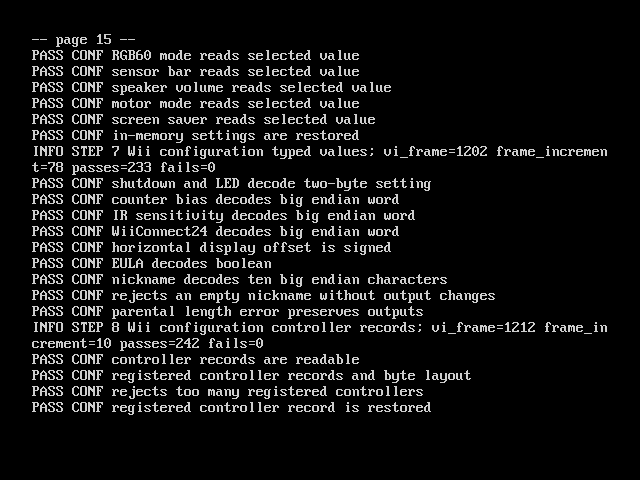 -- page 15 --
PASS CONF RGB60 mode reads selected value
PASS CONF sensor bar reads selected value
PASS CONF speaker volume reads selected value
PASS CONF motor mode reads selected value
PASS CONF screen saver reads selected value
PASS CONF in-memory settings are restored
INFO STEP 7 Wii configuration typed values; vi_frame=1202 frame_incremen
t=78 passes=233 fails=0
PASS CONF shutdown and LED decode two-byte setting
PASS CONF counter bias decodes big endian word
PASS CONF IR sensitivity decodes big endian word
PASS CONF WiiConnect24 decodes big endian word
PASS CONF horizontal display offset is signed
PASS CONF EULA decodes boolean
PASS CONF nickname decodes ten big endian characters
PASS CONF rejects an empty nickname without output changes
PASS CONF parental length error preserves outputs
INFO STEP 8 Wii configuration controller records; vi_frame=1212 frame_in
crement=10 passes=242 fails=0
PASS CONF controller records are readable
PASS CONF registered controller records and byte layout
PASS CONF rejects too many registered controllers
PASS CONF registered controller record is restored